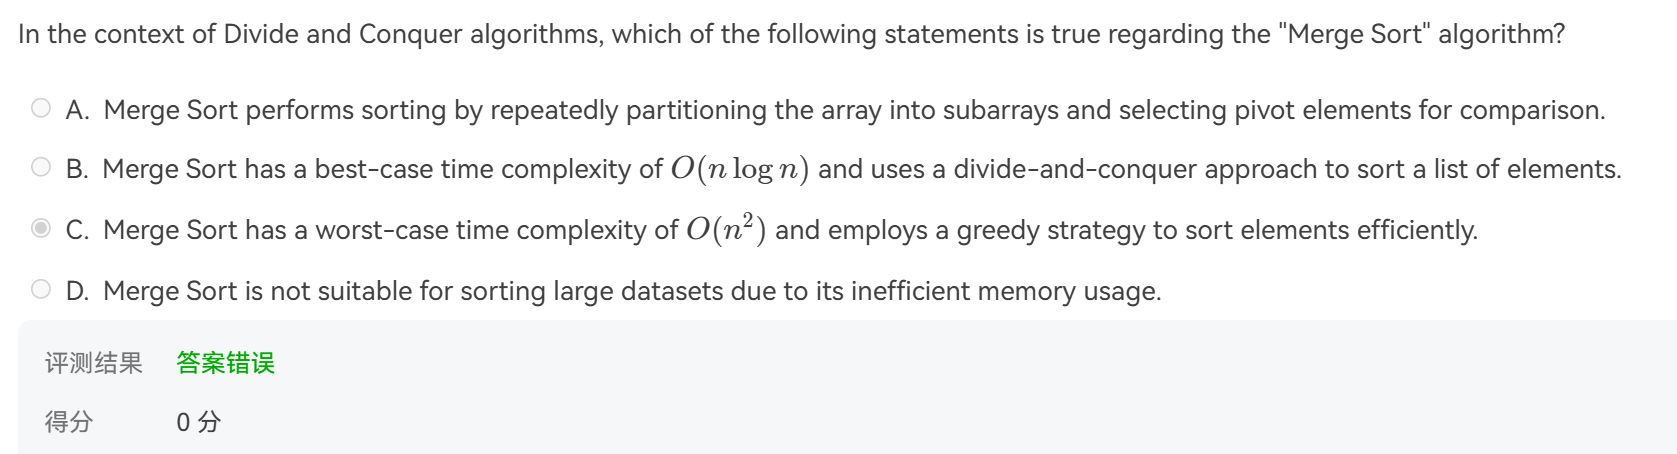 In the context of Divide and Conquer algorithms, which of the following statements is true regarding the "Merge Sort" algorithm?
A. Merge Sort performs sorting by repeatedly partitioning the array into subarrays and selecting pivot elements for comparison.
B. Merge Sort has a best-case time complexity of O(n log n) and uses a divide-and-conquer approach to sort a list of elements.
C. Merge Sort has a worst-case time complexity of O(n²) and employs a greedy strategy to sort elements efficiently.
D. Merge Sort is not suitable for sorting large datasets due to its inefficient memory usage.
评测结果 答案错误
得分 0 分